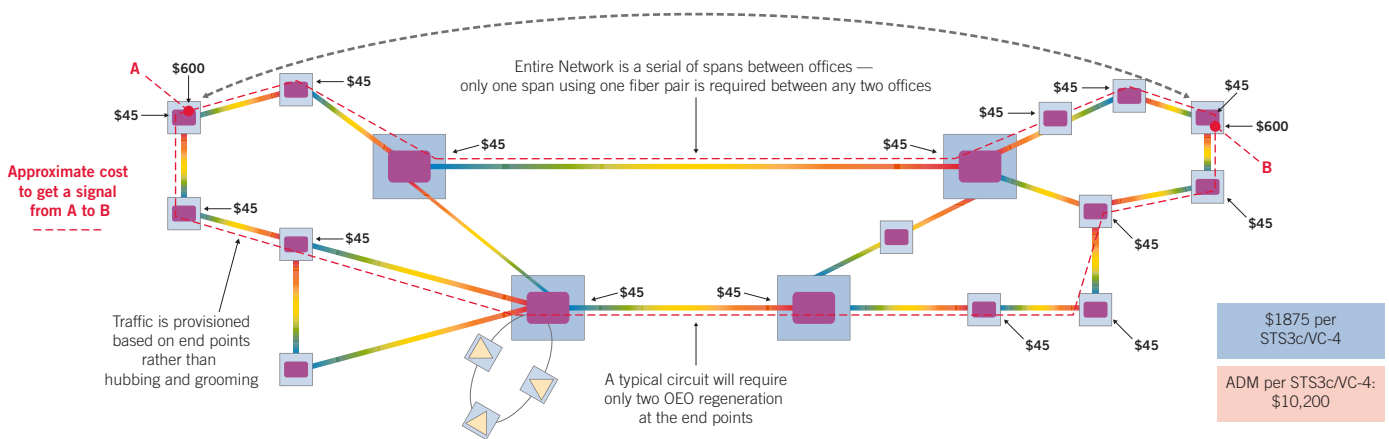 A
$600
$45
$45
Entire Network is a serial of spans between offices —
only one span using one fiber pair is required between any two offices
$45
$45
$45
$600
B
$45
$45
Approximate cost
to get a signal
from A to B
$45
$45
$45
$45
$45
$45
Traffic is provisioned
based on end points
rather than
hubbing and grooming
A typical circuit will require
only two OEO regeneration
at the end points
$45
$45
$1875 per
STS3c/VC-4
ADM per STS3c/VC-4:
$10,200